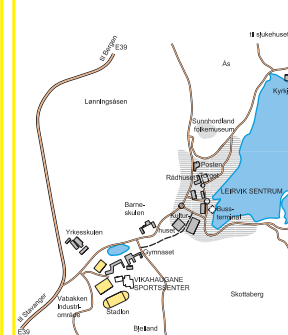 til sjukehuset
til Bergen
E39
Ås
Kyrkj
Lønningsåsen
Sunnhordland
folkemuseum
Posten
Rådhuset
LEIRVIK SENTRUM
Barne-
skulen
Kultur-
huset
Buss-
terminal
Yrkesskulen
Gymnaset
VIKAHAUGANE
SPORTSSENTER
Skottaberg
Vabakken
Industri-
område
Stadion
til Stavanger
E39
Bjelland